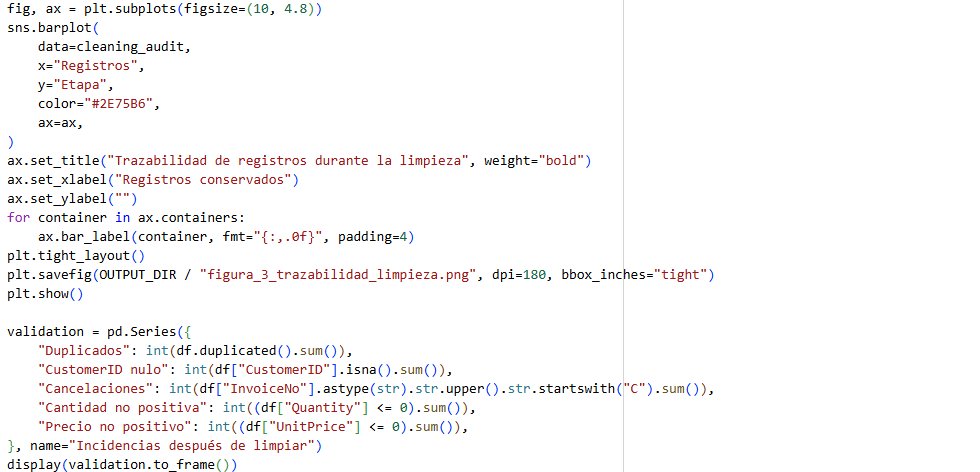 fig, ax = plt.subplots(figsize=(10, 4.8))
sns.barplot(
    data=cleaning_audit,
    x="Registros",
    y="Etapa",
    color="#2E75B6",
    ax=ax,
)
ax.set_title("Trazabilidad de registros durante la limpieza", weight="bold")
ax.set_xlabel("Registros conservados")
ax.set_ylabel("")
for container in ax.containers:
    ax.bar_label(container, fmt="{:,.0f}", padding=4)
plt.tight_layout()
plt.savefig(OUTPUT_DIR / "figura_3_trazabilidad_limpieza.png", dpi=180, bbox_inches="tight")
plt.show()

validation = pd.Series({
    "Duplicados": int(df.duplicated().sum()),
    "CustomerID nulo": int(df["CustomerID"].isna().sum()),
    "Cancelaciones": int(df["InvoiceNo"].astype(str).str.upper().str.startswith("C").sum()),
    "Cantidad no positiva": int((df["Quantity"] <= 0).sum()),
    "Precio no positivo": int((df["UnitPrice"] <= 0).sum()),
}, name="Incidencias después de limpiar")
display(validation.to_frame())